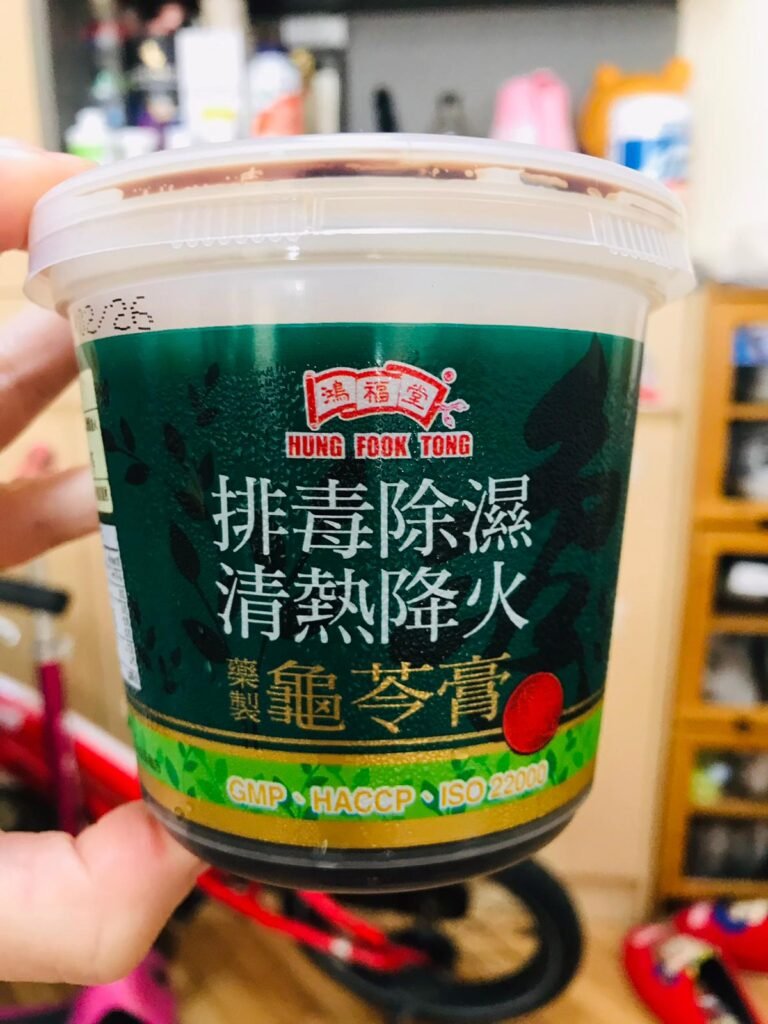 02/26
鴻福堂
HUNG FOOK TONG
排毒除濕
清熱降火
藥製龜苓膏
GMP、HACCP、ISO 22000